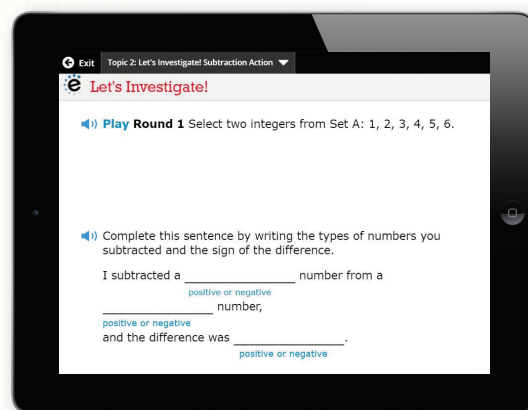 Exit Topic 2: Let's Investigate! Subtraction Action
ë Let's Investigate!
Play Round 1 Select two integers from Set A: 1, 2, 3, 4, 5, 6.
Complete this sentence by writing the types of numbers you
subtracted and the sign of the difference.
I subtracted a ________________ number from a
positive or negative
________________ number,
positive or negative
and the difference was ________________.
positive or negative